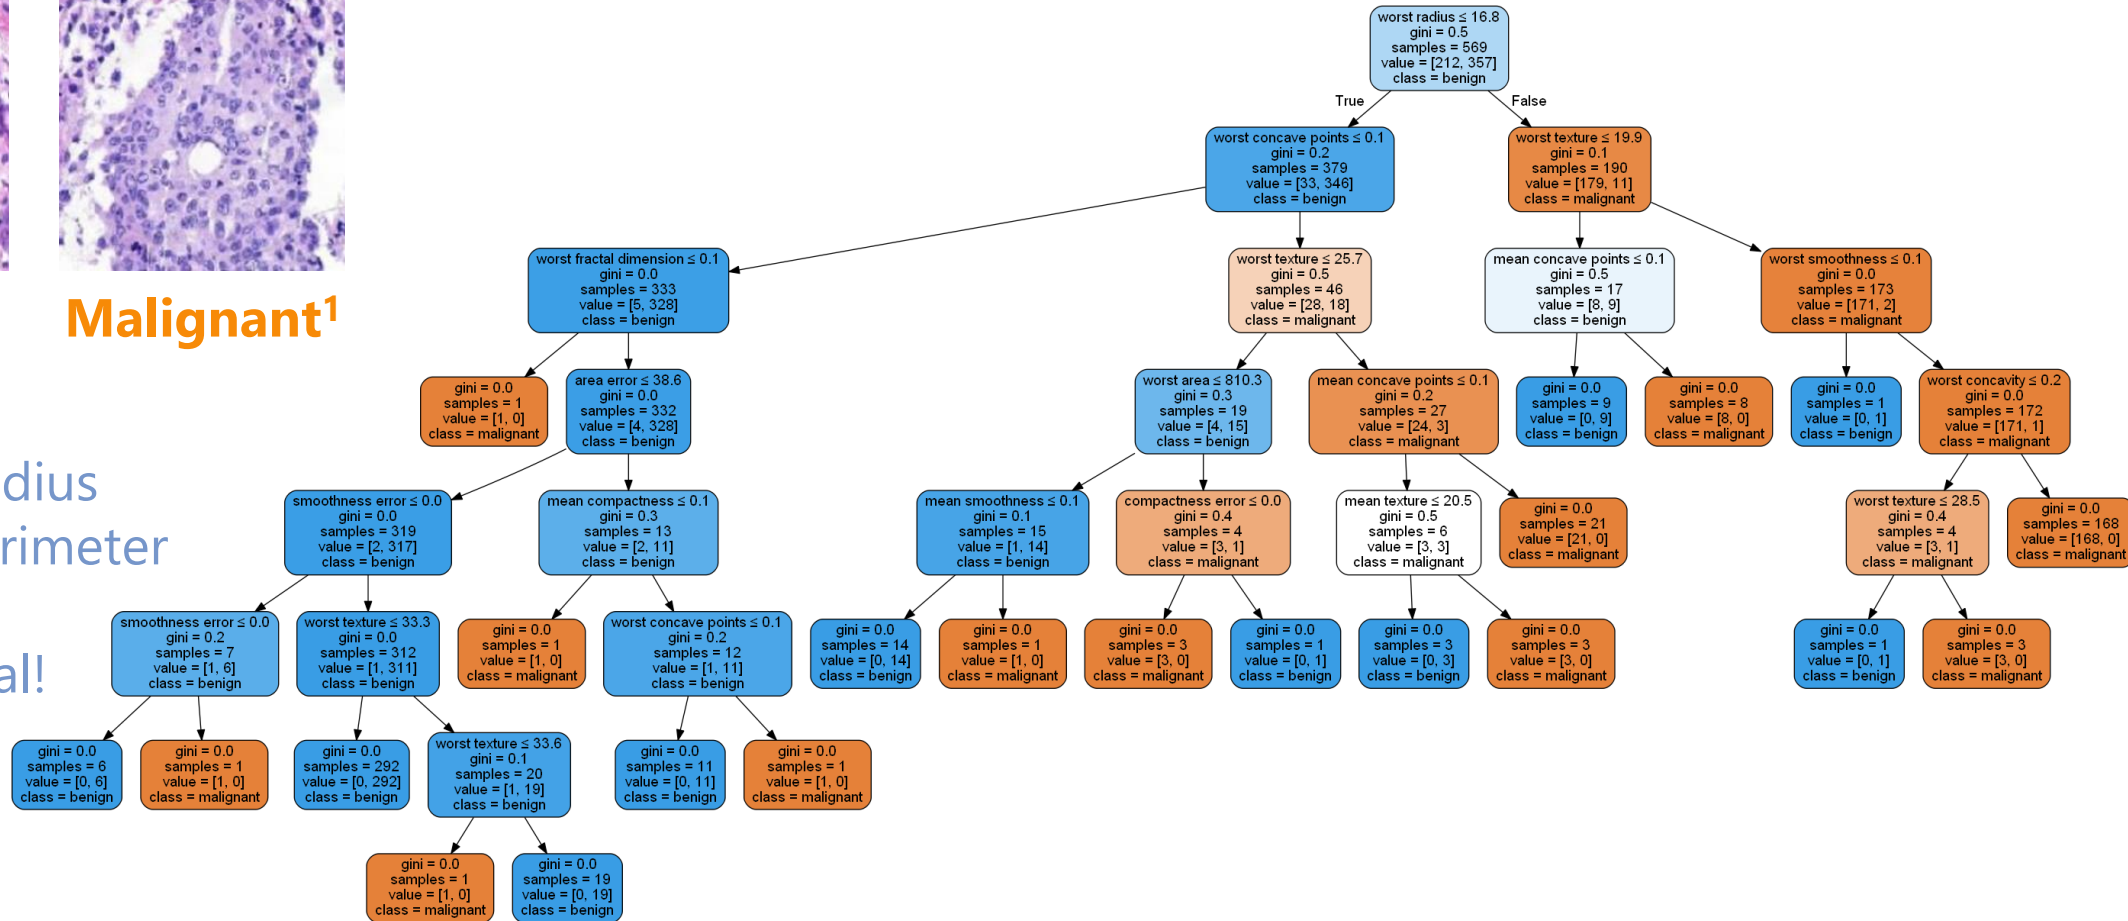 Malignant¹
dius
rimeter
al!
worst radius ≤ 16.8
gini = 0.5
samples = 569
value = [212, 357]
class = benign
True
False
worst concave points ≤ 0.1
gini = 0.2
samples = 379
value = [33, 346]
class = benign
worst texture ≤ 19.9
gini = 0.1
samples = 190
value = [179, 11]
class = malignant
worst fractal dimension ≤ 0.1
gini = 0.0
samples = 333
value = [5, 328]
class = benign
worst texture ≤ 25.7
gini = 0.5
samples = 46
value = [28, 18]
class = malignant
mean concave points ≤ 0.1
gini = 0.5
samples = 17
value = [8, 9]
class = benign
worst smoothness ≤ 0.1
gini = 0.0
samples = 173
value = [171, 2]
class = malignant
gini = 0.0
samples = 1
value = [1, 0]
class = malignant
area error ≤ 38.6
gini = 0.0
samples = 332
value = [4, 328]
class = benign
worst area ≤ 810.3
gini = 0.3
samples = 19
value = [4, 15]
class = benign
mean concave points ≤ 0.1
gini = 0.2
samples = 27
value = [24, 3]
class = malignant
gini = 0.0
samples = 9
value = [0, 9]
class = benign
gini = 0.0
samples = 8
value = [8, 0]
class = malignant
gini = 0.0
samples = 1
value = [0, 1]
class = benign
worst concavity ≤ 0.2
gini = 0.0
samples = 172
value = [171, 1]
class = malignant
smoothness error ≤ 0.0
gini = 0.0
samples = 319
value = [2, 317]
class = benign
mean compactness ≤ 0.1
gini = 0.3
samples = 13
value = [2, 11]
class = benign
mean smoothness ≤ 0.1
gini = 0.1
samples = 15
value = [1, 14]
class = benign
compactness error ≤ 0.0
gini = 0.4
samples = 4
value = [3, 1]
class = malignant
mean texture ≤ 20.5
gini = 0.5
samples = 6
value = [3, 3]
class = malignant
gini = 0.0
samples = 21
value = [21, 0]
class = malignant
worst texture ≤ 28.5
gini = 0.4
samples = 4
value = [3, 1]
class = malignant
gini = 0.0
samples = 168
value = [168, 0]
class = malignant
smoothness error ≤ 0.0
gini = 0.2
samples = 7
value = [1, 6]
class = benign
worst texture ≤ 33.3
gini = 0.0
samples = 312
value = [1, 311]
class = benign
gini = 0.0
samples = 1
value = [1, 0]
class = malignant
worst concave points ≤ 0.1
gini = 0.2
samples = 12
value = [1, 11]
class = benign
gini = 0.0
samples = 14
value = [0, 14]
class = benign
gini = 0.0
samples = 1
value = [1, 0]
class = malignant
gini = 0.0
samples = 3
value = [3, 0]
class = malignant
gini = 0.0
samples = 1
value = [0, 1]
class = benign
gini = 0.0
samples = 3
value = [0, 3]
class = benign
gini = 0.0
samples = 3
value = [3, 0]
class = malignant
gini = 0.0
samples = 1
value = [0, 1]
class = benign
gini = 0.0
samples = 3
value = [3, 0]
class = malignant
gini = 0.0
samples = 6
value = [0, 6]
class = benign
gini = 0.0
samples = 1
value = [1, 0]
class = malignant
gini = 0.0
samples = 292
value = [0, 292]
class = benign
worst texture ≤ 33.6
gini = 0.1
samples = 20
value = [1, 19]
class = benign
gini = 0.0
samples = 11
value = [0, 11]
class = benign
gini = 0.0
samples = 1
value = [1, 0]
class = malignant
gini = 0.0
samples = 1
value = [1, 0]
class = malignant
gini = 0.0
samples = 19
value = [0, 19]
class = benign